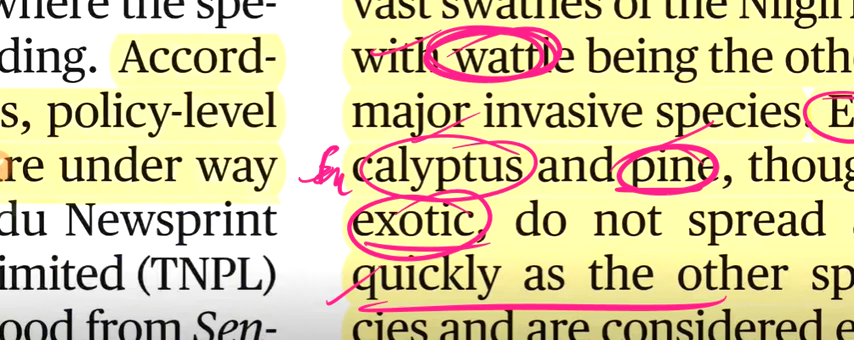 where the spe-
ding. Accord-
s, policy-level
re under way
du Newsprint
imited (TNPL)
ood from Sen-
vast swathes of the Nilgiri
with wattle being the oth
major invasive species. E
calyptus and pine, thoug
exotic, do not spread
quickly as the other sp
cies and are considered e